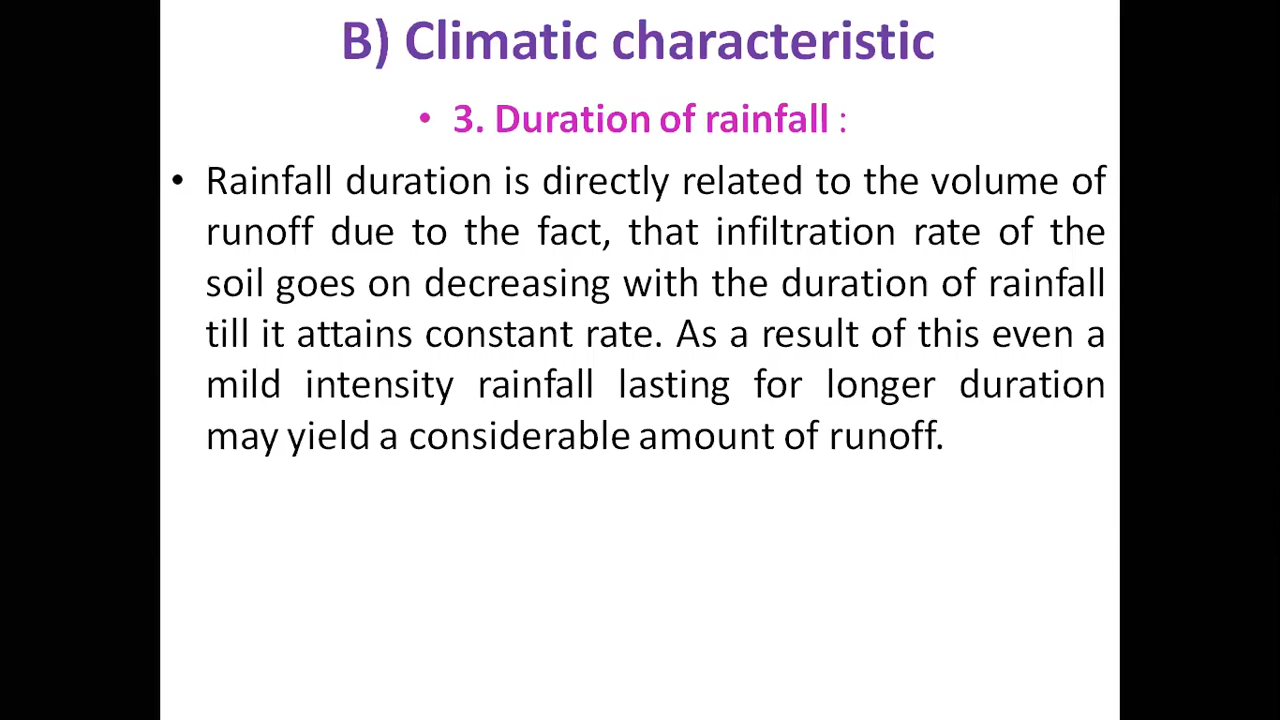 B) Climatic characteristic
• 3. Duration of rainfall :
• Rainfall duration is directly related to the volume of
runoff due to the fact, that infiltration rate of the
soil goes on decreasing with the duration of rainfall
till it attains constant rate. As a result of this even a
mild intensity rainfall lasting for longer duration
may yield a considerable amount of runoff.